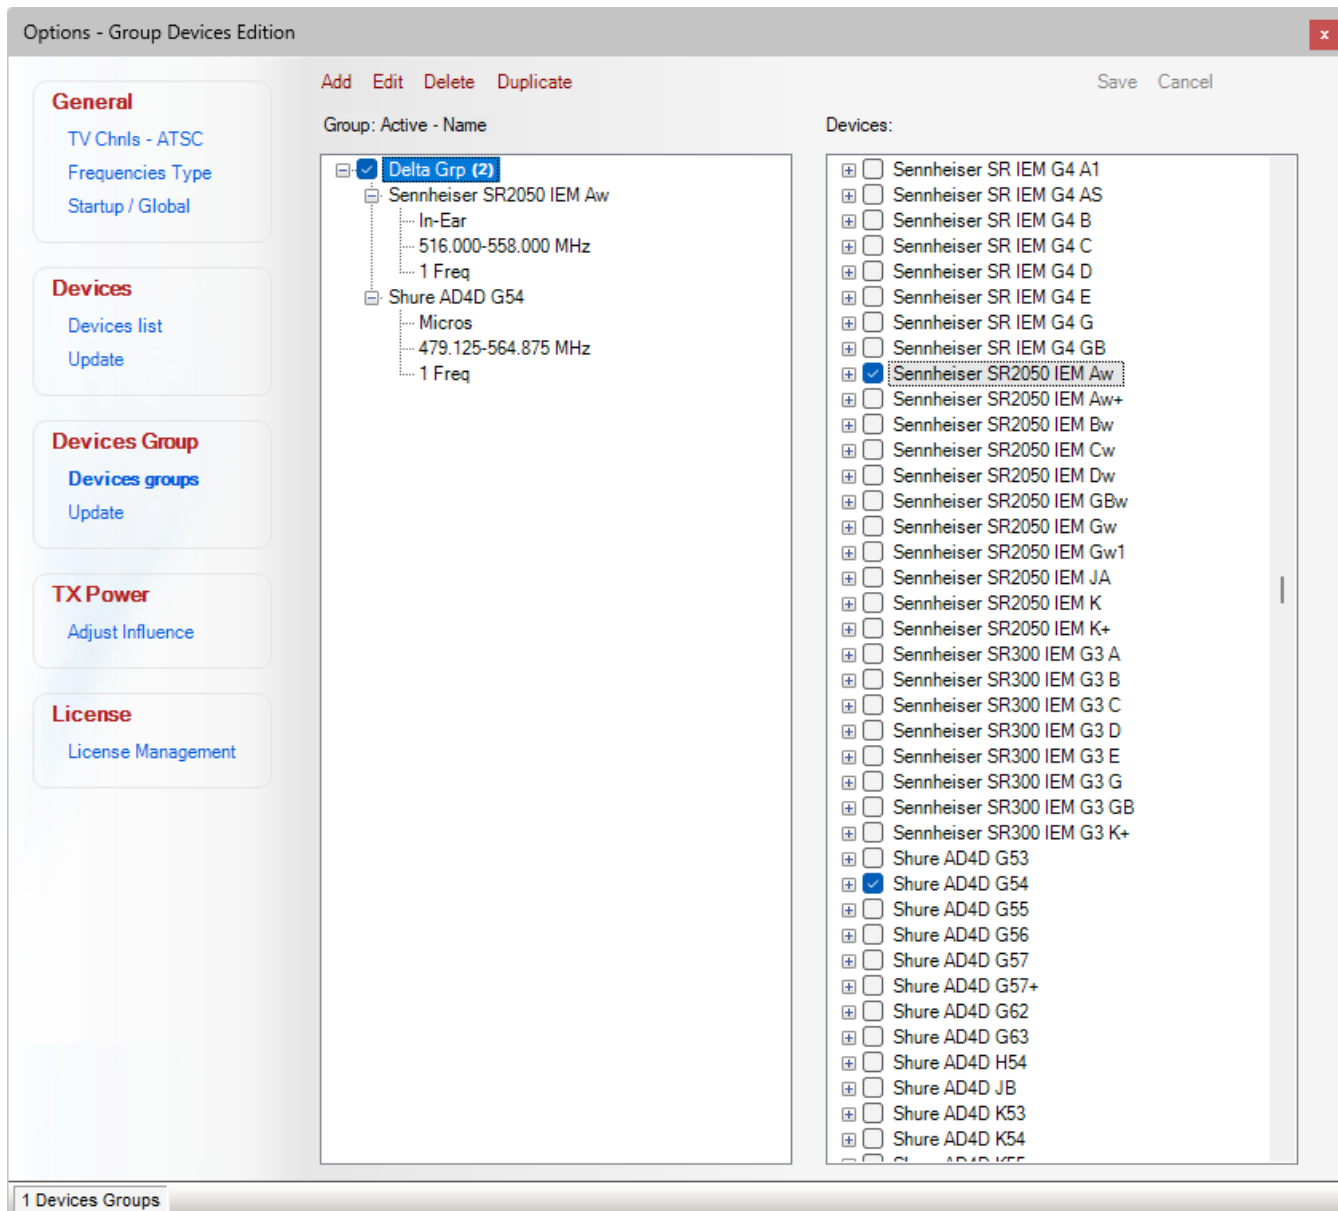 Options - Group Devices Edition
x
General
TV Chnls - ATSC
Frequencies Type
Startup / Global
Devices
Devices list
Update
Devices Group
Devices groups
Update
TX Power
Adjust Influence
License
License Management
Add Edit Delete Duplicate
Save Cancel
Group: Active - Name
Delta Grp (2)
Sennheiser SR2050 IEM Aw
In-Ear
516.000-558.000 MHz
1 Freq
Shure AD4D G54
Micros
479.125-564.875 MHz
1 Freq
Devices:
Sennheiser SR IEM G4 A1
Sennheiser SR IEM G4 AS
Sennheiser SR IEM G4 B
Sennheiser SR IEM G4 C
Sennheiser SR IEM G4 D
Sennheiser SR IEM G4 E
Sennheiser SR IEM G4 G
Sennheiser SR IEM G4 GB
Sennheiser SR2050 IEM Aw
Sennheiser SR2050 IEM Aw+
Sennheiser SR2050 IEM Bw
Sennheiser SR2050 IEM Cw
Sennheiser SR2050 IEM Dw
Sennheiser SR2050 IEM GBw
Sennheiser SR2050 IEM Gw
Sennheiser SR2050 IEM Gw1
Sennheiser SR2050 IEM JA
Sennheiser SR2050 IEM K
Sennheiser SR2050 IEM K+
Sennheiser SR300 IEM G3 A
Sennheiser SR300 IEM G3 B
Sennheiser SR300 IEM G3 C
Sennheiser SR300 IEM G3 D
Sennheiser SR300 IEM G3 E
Sennheiser SR300 IEM G3 G
Sennheiser SR300 IEM G3 GB
Sennheiser SR300 IEM G3 K+
Shure AD4D G53
Shure AD4D G54
Shure AD4D G55
Shure AD4D G56
Shure AD4D G57
Shure AD4D G57+
Shure AD4D G62
Shure AD4D G63
Shure AD4D H54
Shure AD4D JB
Shure AD4D K53
Shure AD4D K54
1 Devices Groups